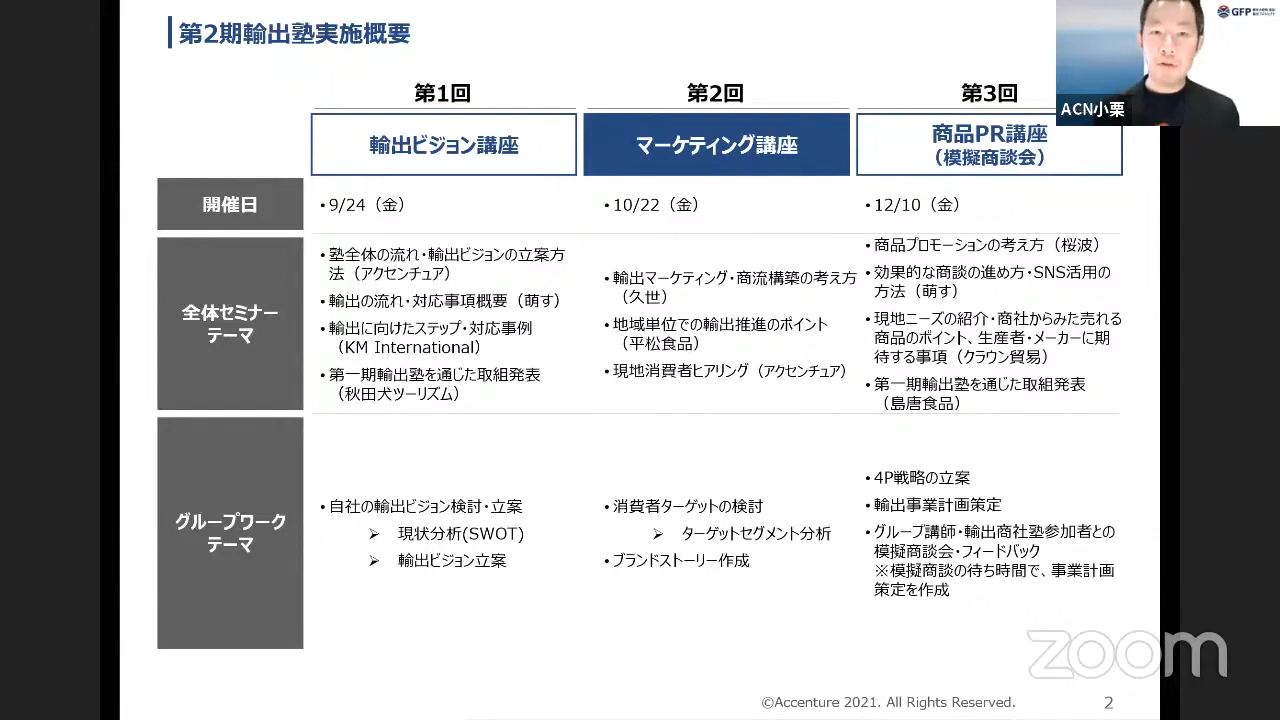 第2期輸出塾実施概要
GFP
ACN小栗
第1回
第2回
第3回
輸出ビジョン講座
マーケティング講座
商品PR講座
（模擬商談会）
開催日
•9/24（金）
•10/22（金）
•12/10（金）
全体セミナー
テーマ
•塾全体の流れ・輸出ビジョンの立案方
法（アクセンチュア）
•輸出の流れ・対応事項概要（萌す）
•輸出に向けたステップ・対応事例
（KM International）
•第一期輸出塾を通じた取組発表
（秋田犬ツーリズム）
•輸出マーケティング・商流構築の考え方
（久世）
•地域単位での輸出推進のポイント
（平松食品）
•現地消費者ヒアリング（アクセンチュア）
•商品プロモーションの考え方（桜波）
•効果的な商談の進め方・SNS活用の
方法（萌す）
•現地ニーズの紹介・商社からみた売れる
商品のポイント、生産者・メーカーに期
待する事項（クラウン貿易）
•第一期輸出塾を通じた取組発表
（島唐食品）
グループワーク
テーマ
•自社の輸出ビジョン検討・立案
➢ 現状分析(SWOT)
➢ 輸出ビジョン立案
•消費者ターゲットの検討
➢ ターゲットセグメント分析
•ブランドストーリー作成
•4P戦略の立案
•輸出事業計画策定
•グループ講師・輸出商社塾参加者との
模擬商談会・フィードバック
※模擬商談の待ち時間で、事業計画
策定を作成
zoom
©Accenture 2021. All Rights Reserved.
2